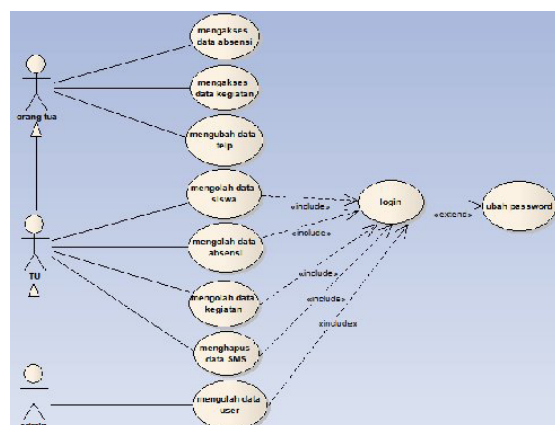 mengakses
data absensi
mengakses
data kegiatan
orang tua
mengubah data
telp
mengolah data
siswa
«include»
login
«extend»
ubah password
«include»
mengolah data
absensi
TU
«include»
mengolah data
kegiatan
«include»
menghapus
data SMS
«include»
mengolah data
user